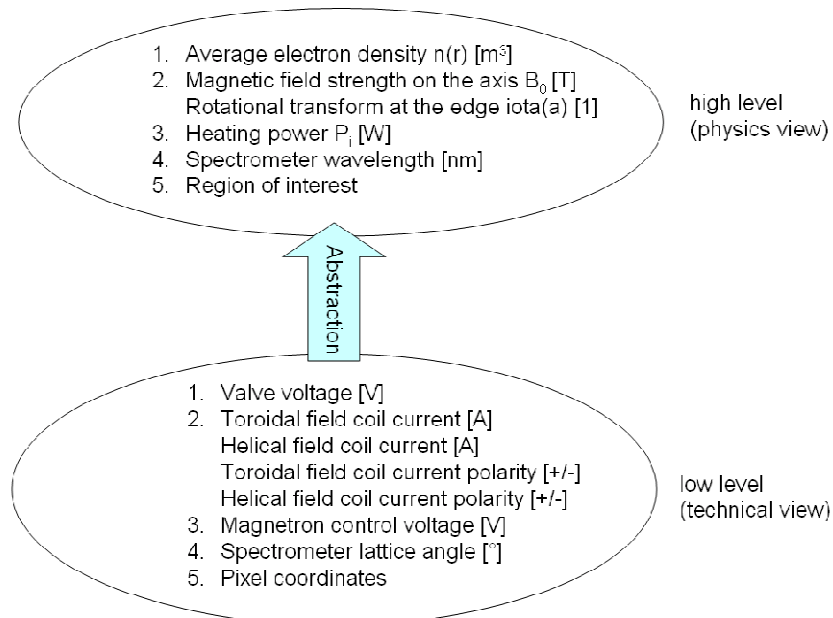 1. Average electron density n(r) [m³]
2. Magnetic field strength on the axis B₀ [T]
Rotational transform at the edge iota(a) [1]
3. Heating power Pᵢ [W]
4. Spectrometer wavelength [nm]
5. Region of interest
high level
(physics view)
Abstraction
1. Valve voltage [V]
2. Toroidal field coil current [A]
Helical field coil current [A]
Toroidal field coil current polarity [+/-]
Helical field coil current polarity [+/-]
3. Magnetron control voltage [V]
4. Spectrometer lattice angle [°]
5. Pixel coordinates
low level
(technical view)